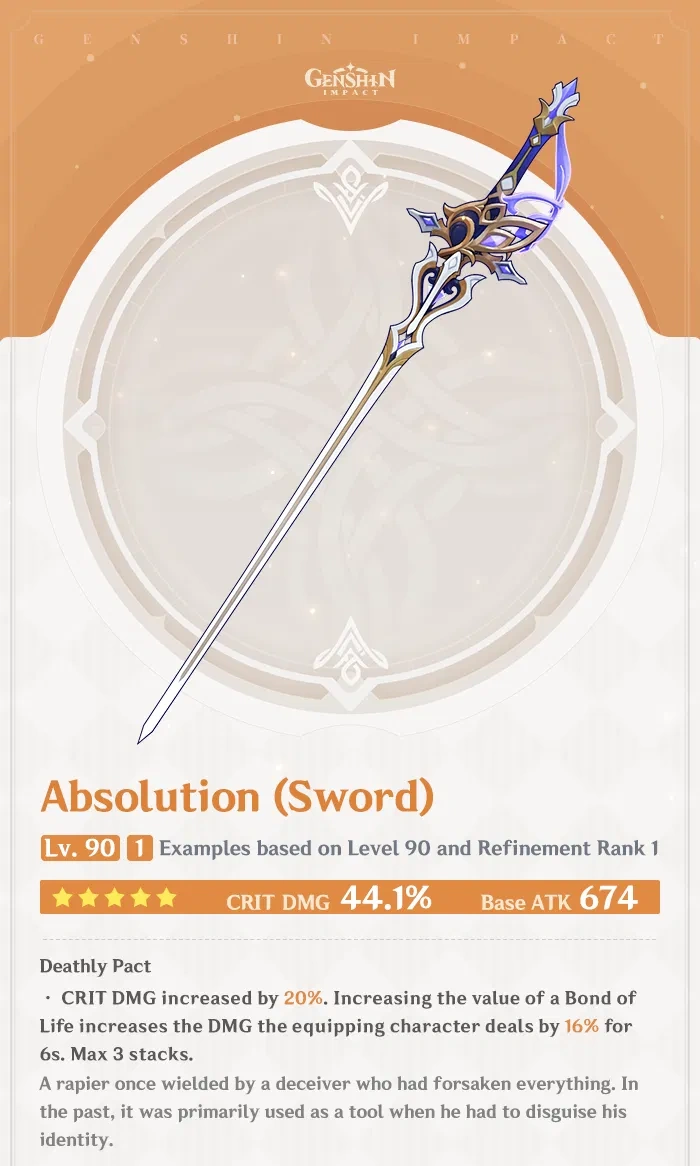 GENSHIN IMPACT
GENSHIN
IMPACT
Absolution (Sword)
Lv. 90 1 Examples based on Level 90 and Refinement Rank 1
CRIT DMG 44.1% Base ATK 674
Deathly Pact
· CRIT DMG increased by 20%. Increasing the value of a Bond of
Life increases the DMG the equipping character deals by 16% for
6s. Max 3 stacks.
A rapier once wielded by a deceiver who had forsaken everything. In
the past, it was primarily used as a tool when he had to disguise his
identity.